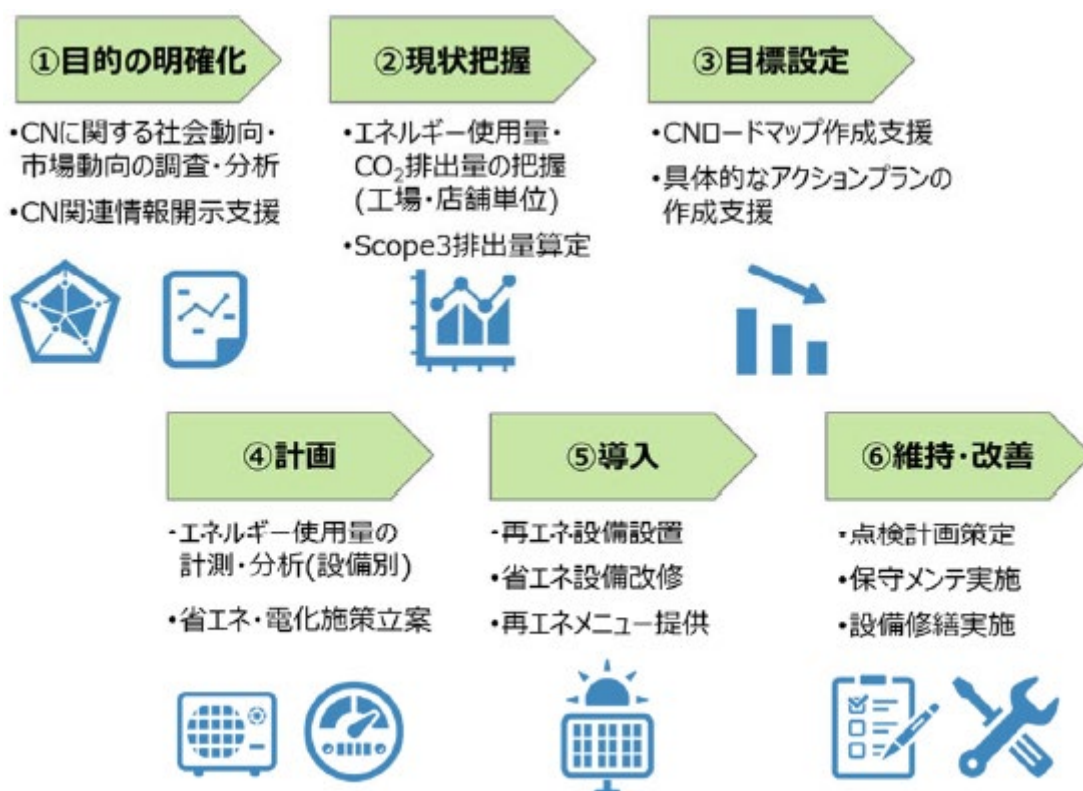 ①目的の明確化
•CNに関する社会動向・
市場動向の調査・分析
•CN関連情報開示支援
②現状把握
•エネルギー使用量・
CO₂排出量の把握
(工場・店舗単位)
•Scope3排出量算定
③目標設定
•CNロードマップ作成支援
•具体的なアクションプランの
作成支援
④計画
•エネルギー使用量の
計測・分析(設備別)
•省エネ・電化施策立案
⑤導入
•再エネ設備設置
•省エネ設備改修
•再エネメニュー提供
⑥維持・改善
•点検計画策定
•保守メンテ実施
•設備修繕実施